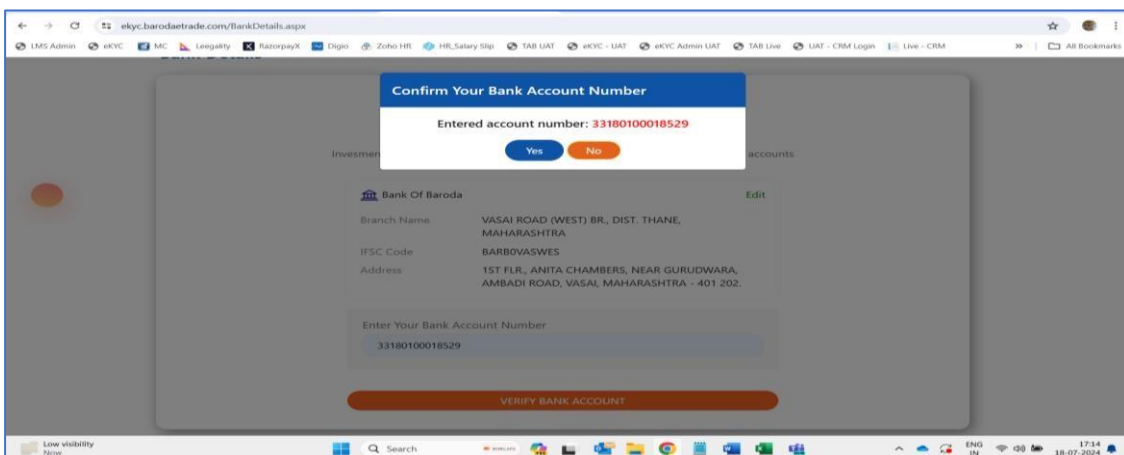 ekyc.barodaetrade.com/BankDetails.aspx
LMS Admin eKYC MC Leegality RazorpayX Digio Zoho HR HR_Salary Slip TAB UAT eKYC - UAT eKYC Admin UAT TAB Live UAT - CRM Login Live - CRM All Bookmarks
Bank Details
Confirm Your Bank Account Number
Entered account number: 33180100018529
Yes No
Invesmen accounts
Bank Of Baroda Edit
Branch Name VASAI ROAD (WEST) BR., DIST. THANE,
MAHARASHTRA
IFSC Code BARB0VASWES
Address 1ST FLR., ANITA CHAMBERS, NEAR GURUDWARA,
AMBADI ROAD, VASAI, MAHARASHTRA - 401 202.
Enter Your Bank Account Number
33180100018529
VERIFY BANK ACCOUNT
Low visibility
Now
Search
ENG
IN
17:14
18-07-2024